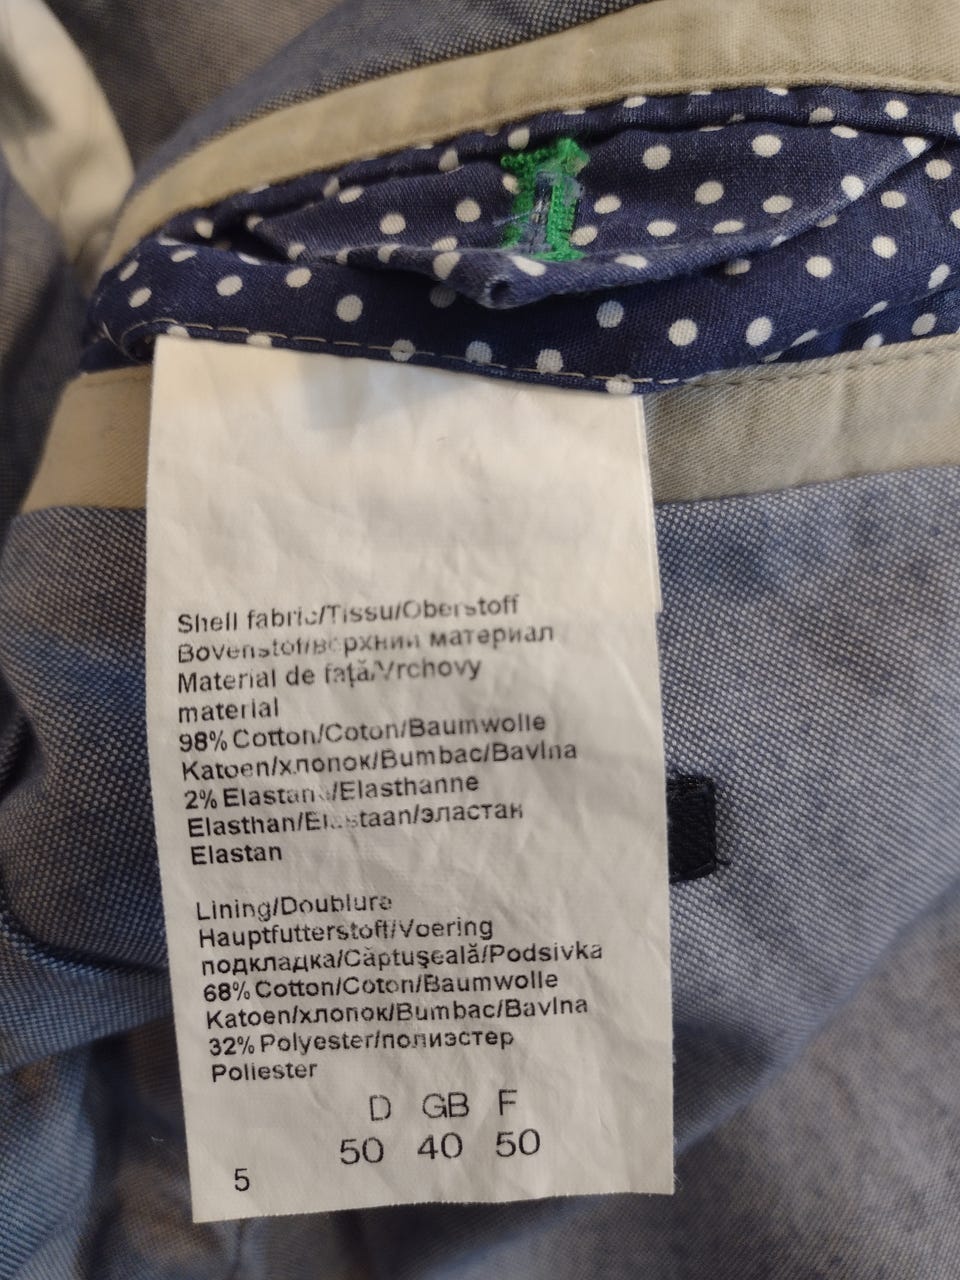 Shell fabric/Tissu/Oberstoff
Bovenstof/верхний материал
Material de faţă/Vrchovy
material
98% Cotton/Coton/Baumwolle
Katoen/хлопок/Bumbac/Bavlna
2% Elastane/Elasthanne
Elasthan/Elastaan/эластан
Elastan
Lining/Doublure
Hauptfutterstoff/Voering
подкладка/Căptuşeală/Podsivka
68% Cotton/Coton/Baumwolle
Katoen/хлопок/Bumbac/Bavlna
32% Polyester/полиэстер
Poliester
D GB F
50 40 50
5